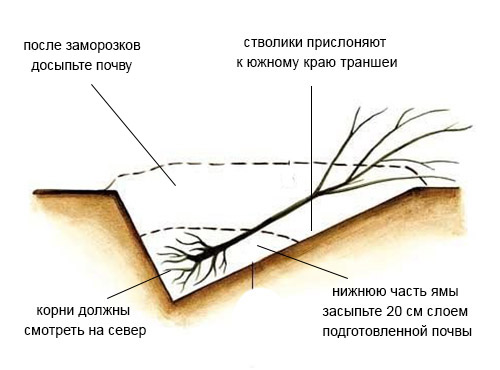 после заморозков
досыпьте почву
стволики прислоняют
к южному краю траншеи
корни должны
смотреть на север
нижнюю часть ямы
засыпьте 20 см слоем
подготовленной почвы